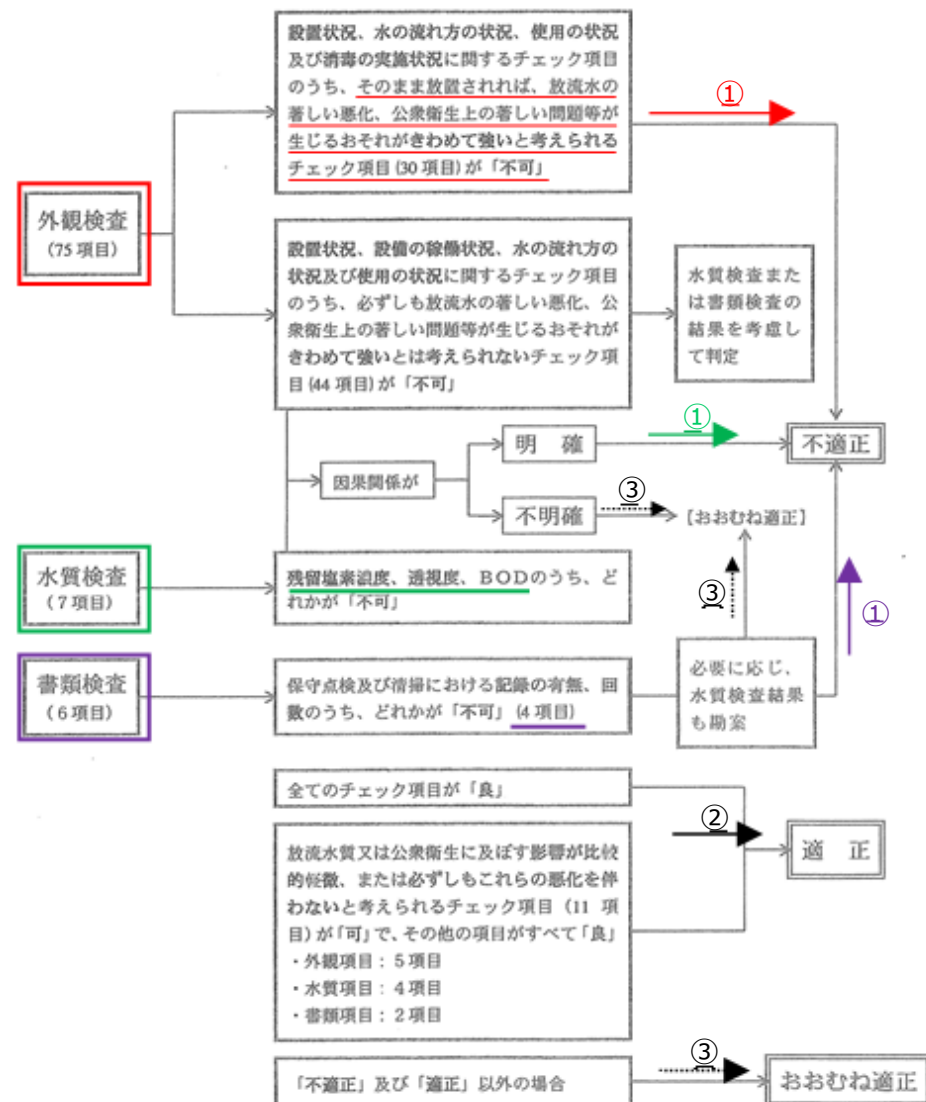 設置状況、水の流れ方の状況、使用の状況
及び消毒の実施状況に関するチェック項目
のうち、そのまま放置されれば、放流水の
著しい悪化、公衆衛生上の著しい問題等が
生じるおそれがきわめて強いと考えられる
チェック項目(30項目)が「不可」
①
外観検査
(75項目)
設置状況、設備の稼働状況、水の流れ方の
状況及び使用の状況に関するチェック項目
のうち、必ずしも放流水の著しい悪化、公
衆衛生上の著しい問題等が生じるおそれが
きわめて強いとは考えられないチェック項
目(44項目)が「不可」
水質検査また
は書類検査の
結果を考慮し
て判定
因果関係が
明 確
①
不適正
不明確
③
【おおむね適正】
水質検査
(7項目)
残留塩素濃度、透視度、BODのうち、ど
れかが「不可」
③
①
書類検査
(6項目)
保守点検及び清掃における記録の有無、回
数のうち、どれかが「不可」(4項目)
必要に応じ、
水質検査結果
も勘案
全てのチェック項目が「良」
②
適 正
放流水質又は公衆衛生に及ぼす影響が比較
的軽微、または必ずしもこれらの悪化を伴
わないと考えられるチェック項目(11項
目)が「可」で、その他の項目がすべて「良」
・外観項目:5項目
・水質項目:4項目
・書類項目:2項目
「不適正」及び「適正」以外の場合
③
おおむね適正